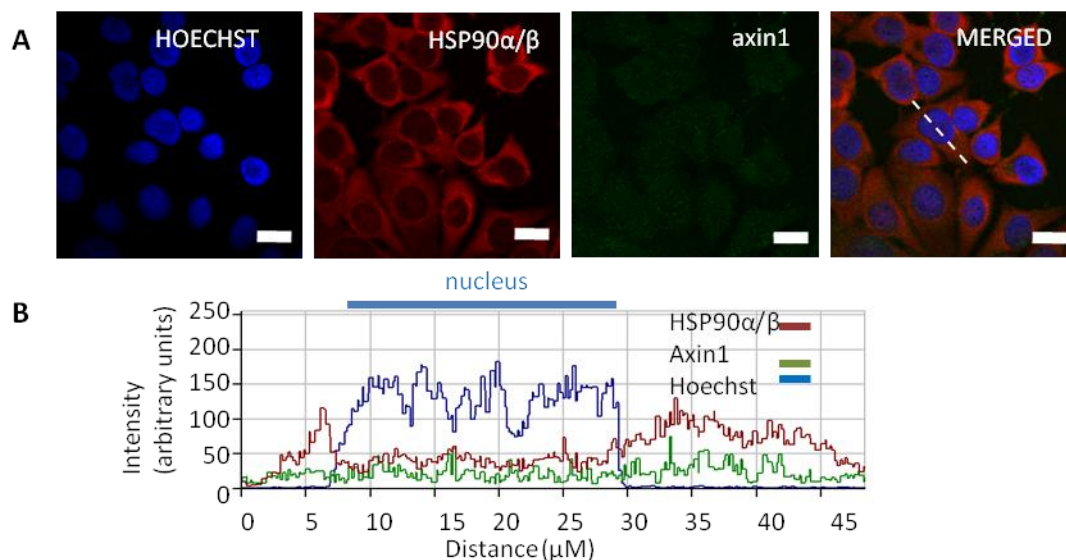 A
HOECHST
HSP90α/β
axin1
MERGED
nucleus
B
Intensity
(arbitrary units)
250
200
150
100
50
0
HSP90α/β
Axin1
Hoechst
0 5 10 15 20 25 30 35 40 45
Distance (μM)